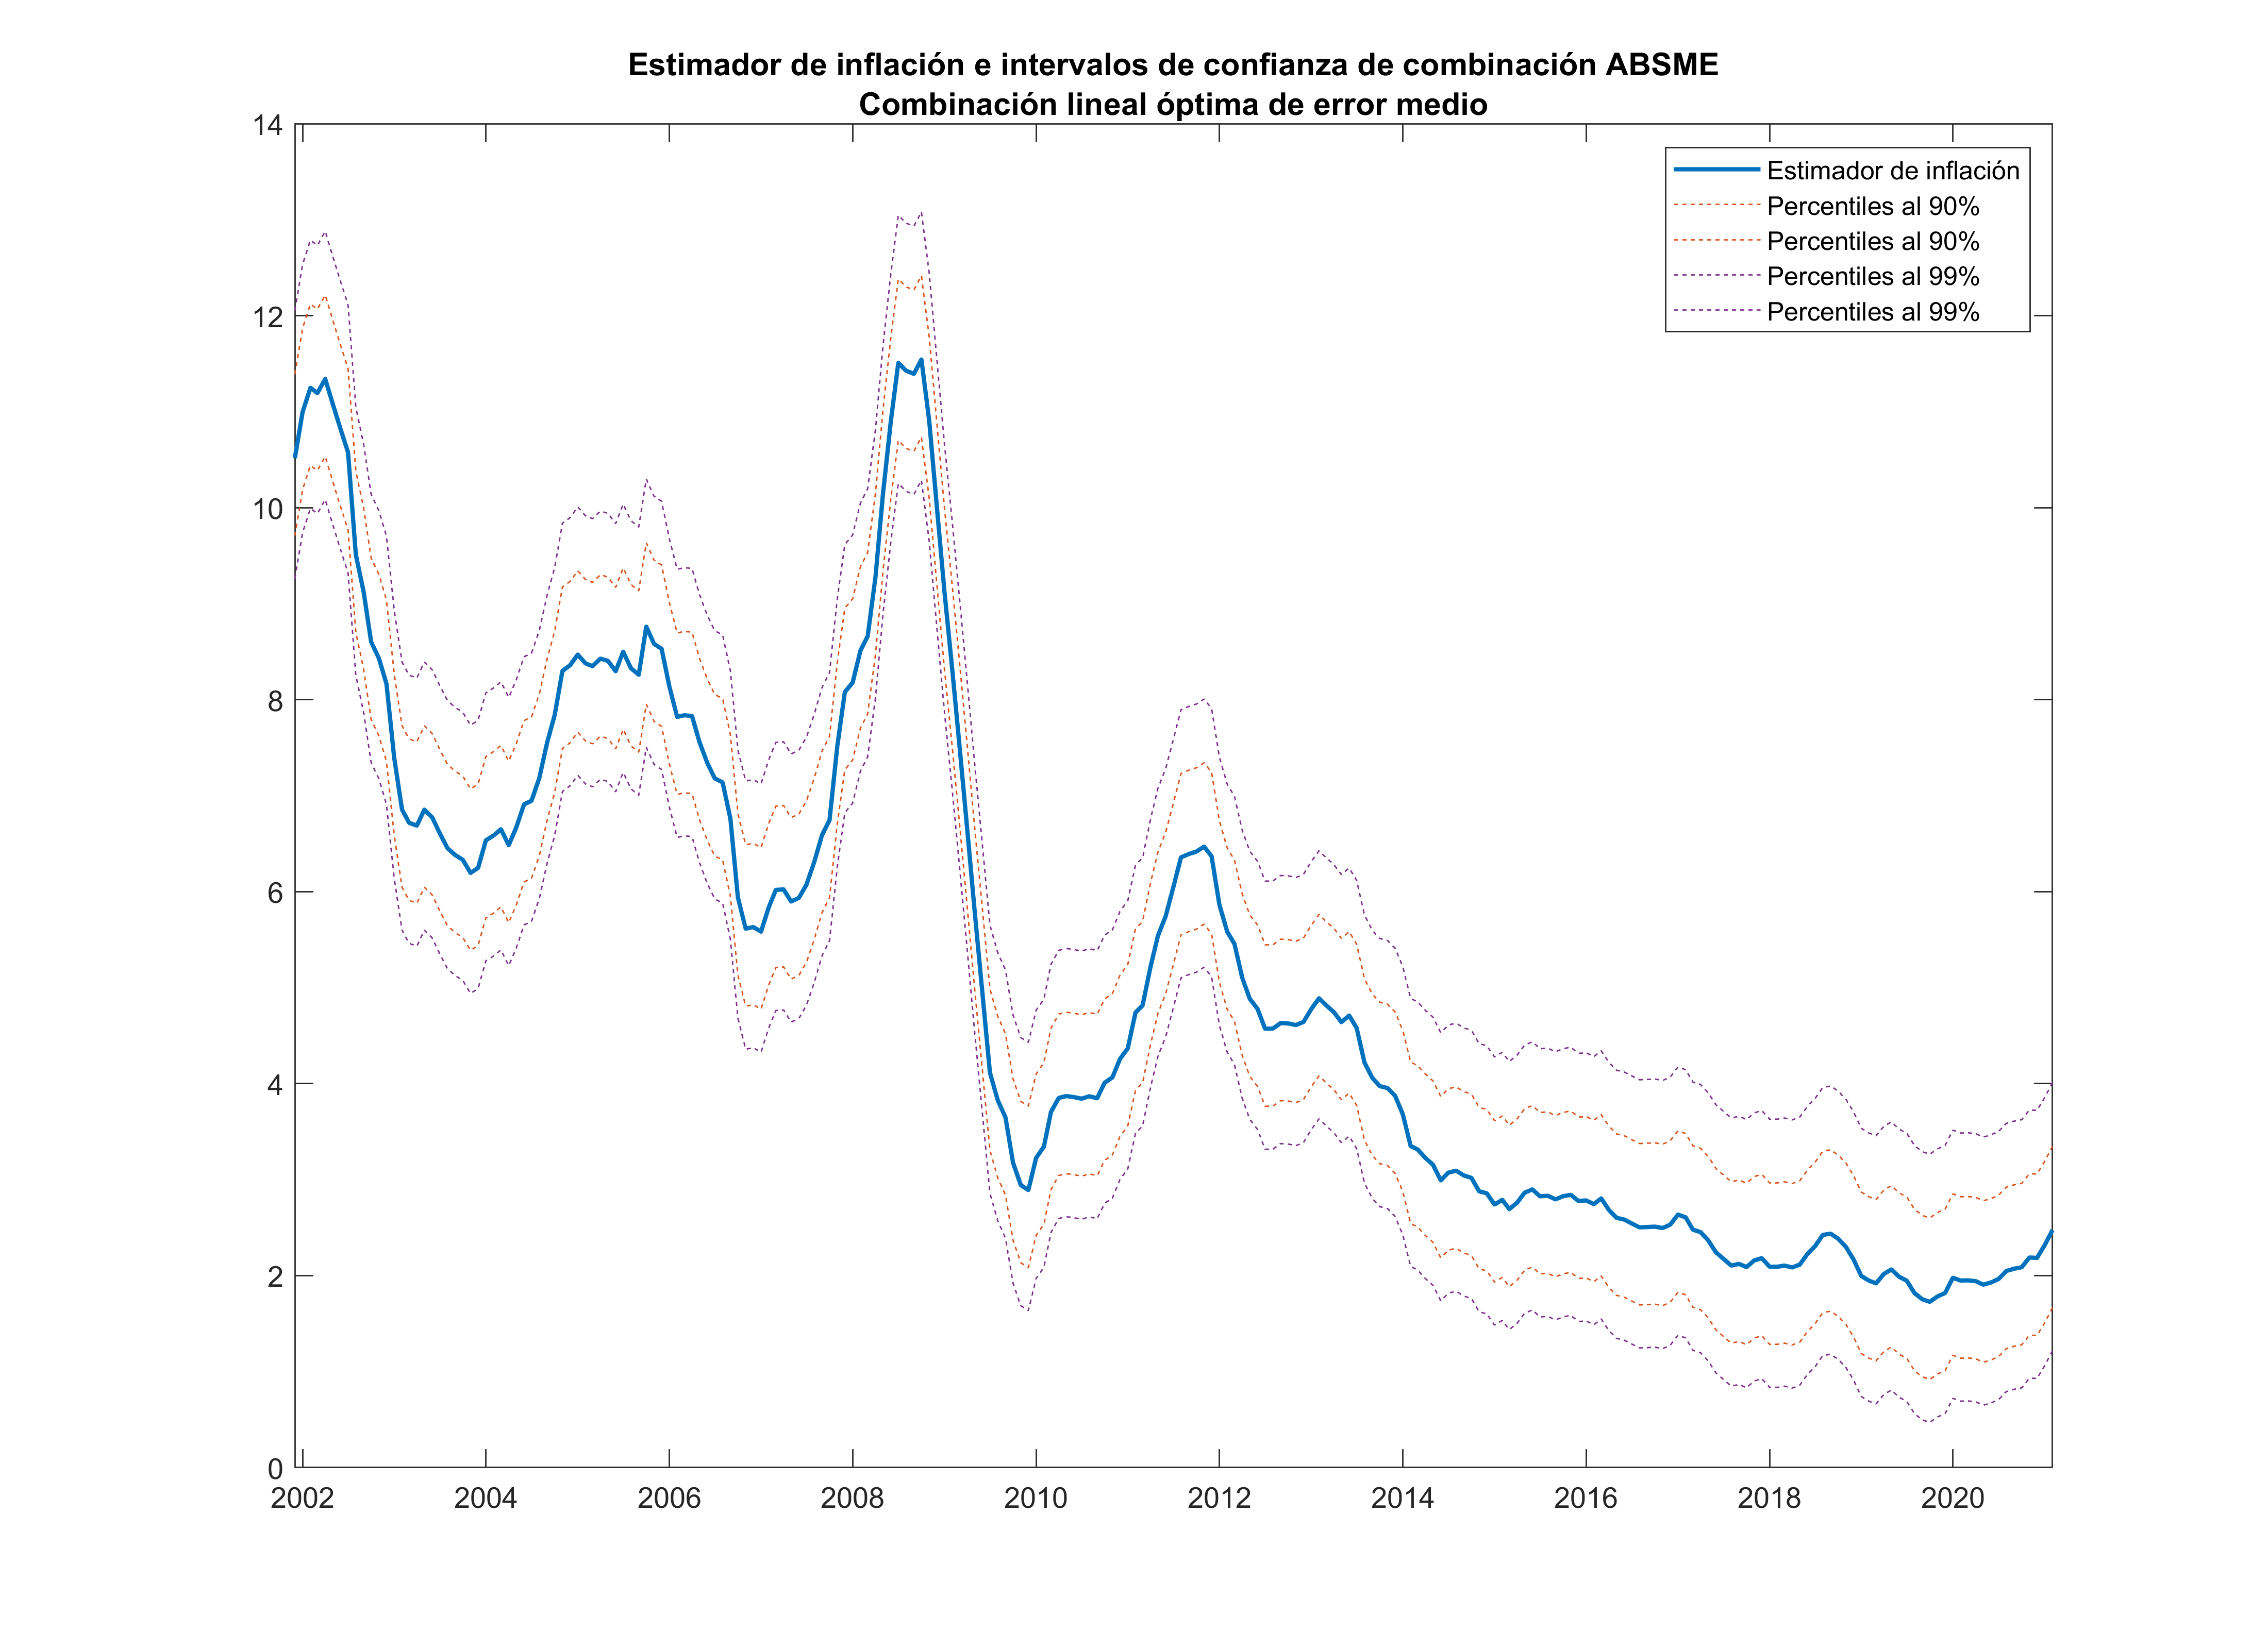 Estimador de inflación e intervalos de confianza de combinación ABSME
Combinación lineal óptima de error medio
14
12
10
8
6
4
2
0
Estimador de inflación
Percentiles al 90%
Percentiles al 90%
Percentiles al 99%
Percentiles al 99%
2002 2004 2006 2008 2010 2012 2014 2016 2018 2020